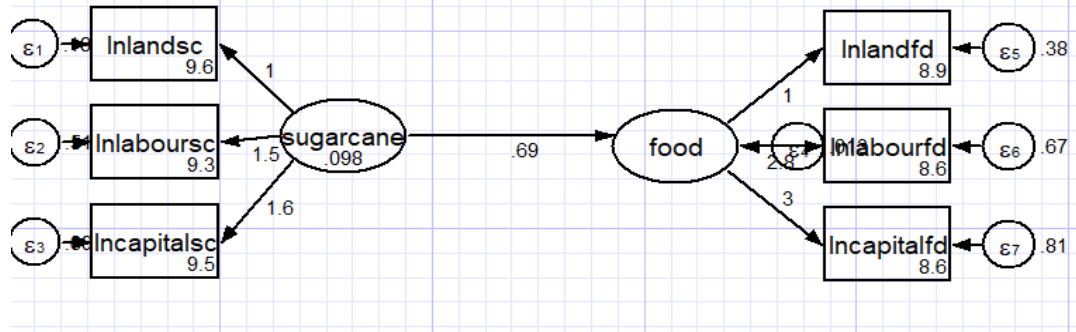 ε1
lnlandsc
9.6
ε2
lnlaboursc
9.3
ε3
lncapitalsc
9.5
1
1.5
1.6
sugarcane
.098
.69
food
1
2.8
3
lnlandfd
8.9
ε5
.38
lnlabourfd
8.6
ε6
.67
lncapitalfd
8.6
ε7
.81